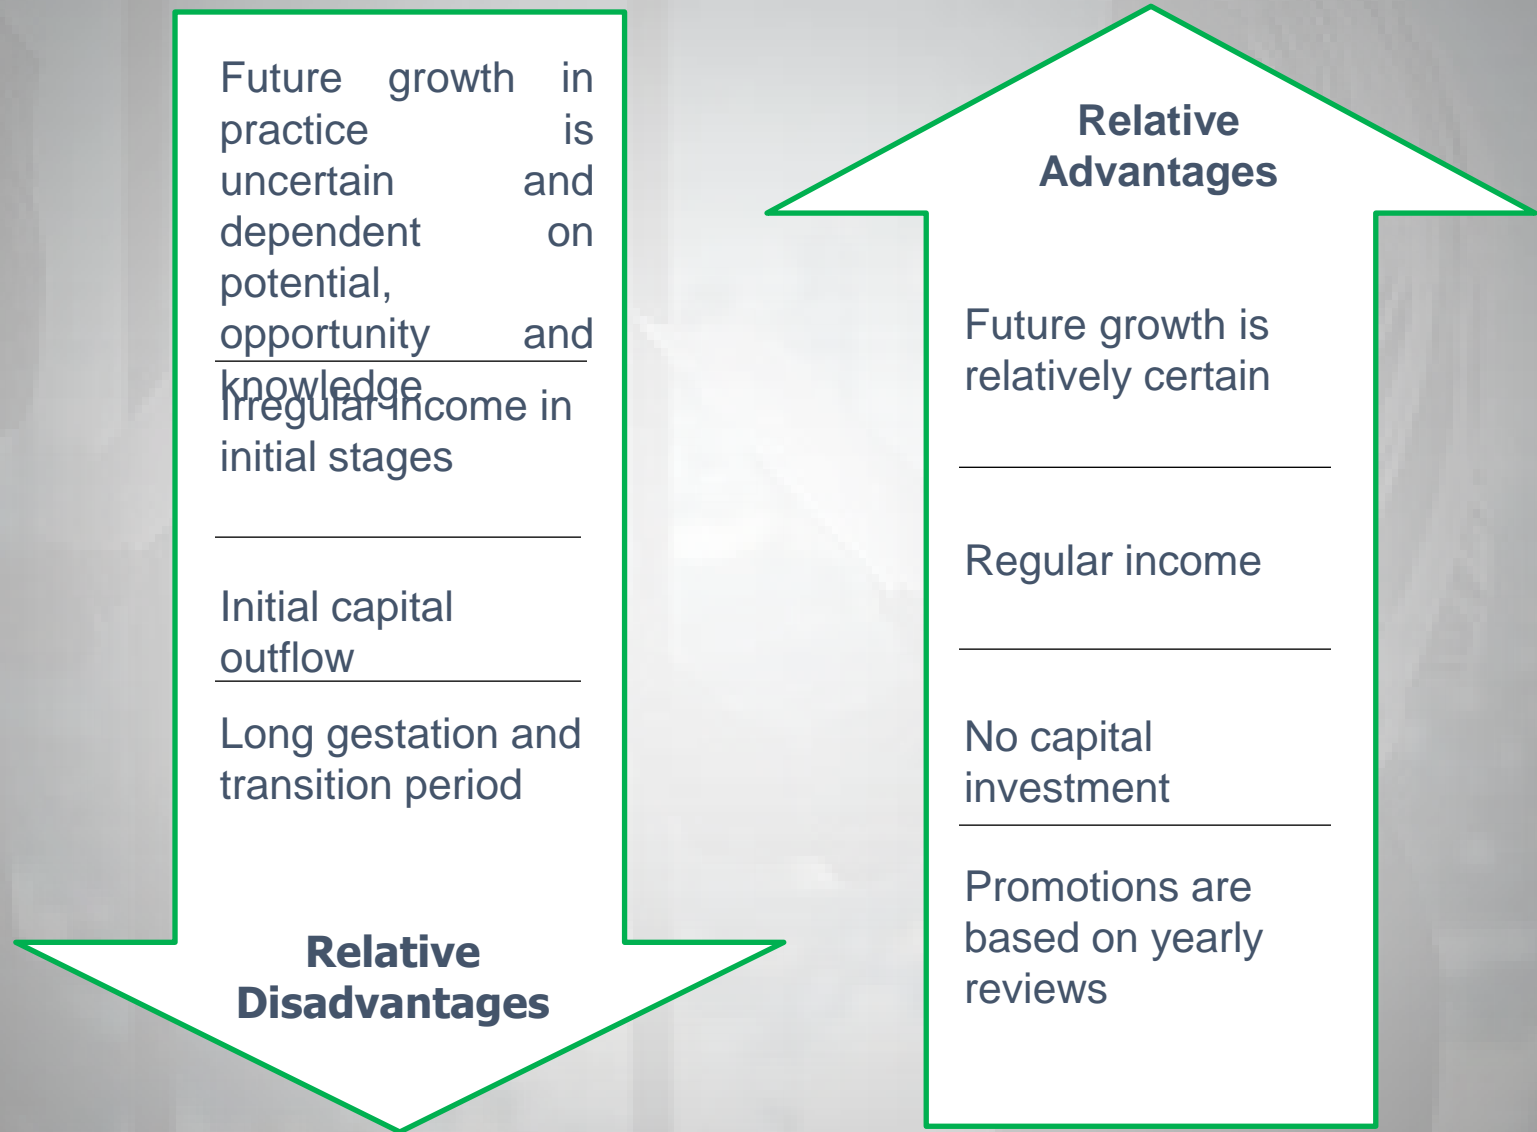 Future growth in
practice is
uncertain and
dependent on
potential,
opportunity and
knowledge
Irregular income in
initial stages
Initial capital
outflow
Long gestation and
transition period
Relative
Disadvantages
Relative
Advantages
Future growth is
relatively certain
Regular income
No capital
investment
Promotions are
based on yearly
reviews